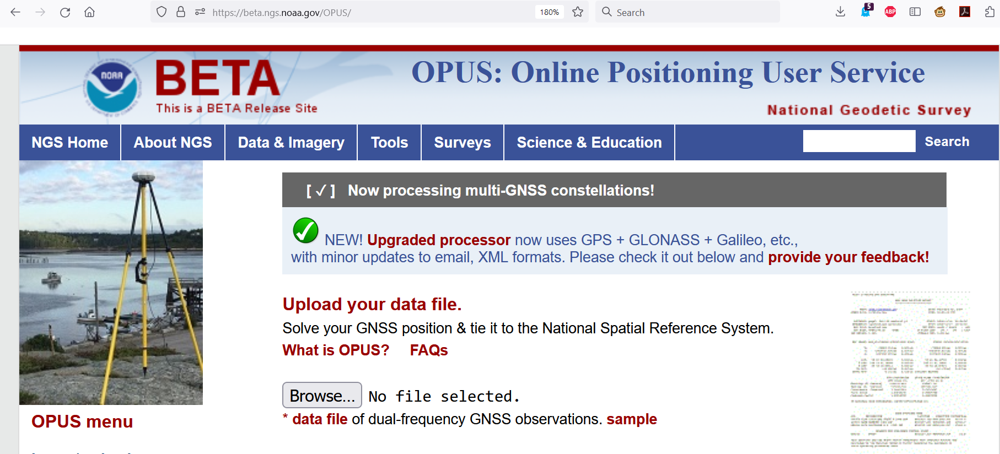 https://beta.ngs.noaa.gov/OPUS/
180%
Search
5
ABP
NOAA
BETA
This is a BETA Release Site
OPUS: Online Positioning User Service
National Geodetic Survey
NGS Home
About NGS
Data & Imagery
Tools
Surveys
Science & Education
Search
[ ✓ ] Now processing multi-GNSS constellations!
NEW! Upgraded processor now uses GPS + GLONASS + Galileo, etc.,
with minor updates to email, XML formats. Please check it out below and provide your feedback!
Upload your data file.
Solve your GNSS position & tie it to the National Spatial Reference System.
What is OPUS? FAQs
Browse... No file selected.
* data file of dual-frequency GNSS observations. sample
OPUS menu